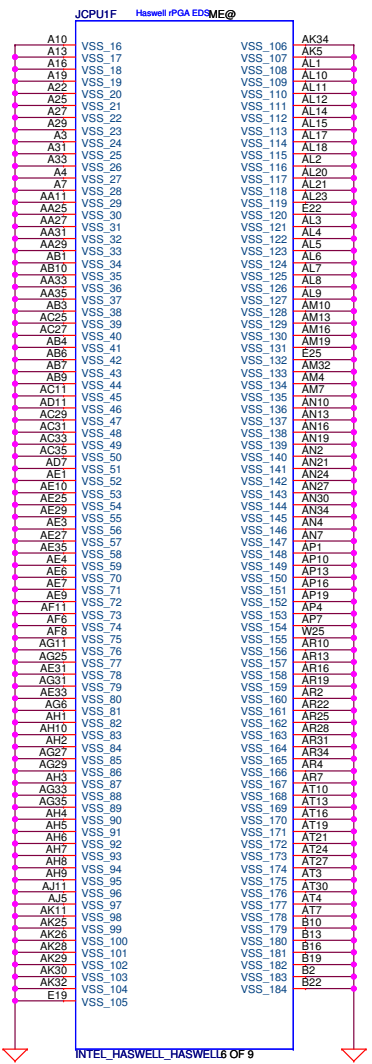 JCPU1F Haswell rPGA EDS ME@
A10 VSS_16 VSS_106 AK34
A13 VSS_17 VSS_107 AK5
A16 VSS_18 VSS_108 AL1
A19 VSS_19 VSS_109 AL10
A22 VSS_20 VSS_110 AL11
A25 VSS_21 VSS_111 AL12
A27 VSS_22 VSS_112 AL14
A29 VSS_23 VSS_113 AL15
A3 VSS_24 VSS_114 AL17
A31 VSS_25 VSS_115 AL18
A33 VSS_26 VSS_116 AL2
A4 VSS_27 VSS_117 AL20
A7 VSS_28 VSS_118 AL21
AA11 VSS_29 VSS_119 AL23
AA25 VSS_30 VSS_120 E22
AA27 VSS_31 VSS_121 AL3
AA31 VSS_32 VSS_122 AL4
AA29 VSS_33 VSS_123 AL5
AB1 VSS_34 VSS_124 AL6
AB10 VSS_35 VSS_125 AL7
AA33 VSS_36 VSS_126 AL8
AA35 VSS_37 VSS_127 AL9
AB3 VSS_38 VSS_128 AM10
AC25 VSS_39 VSS_129 AM13
AC27 VSS_40 VSS_130 AM16
AB4 VSS_41 VSS_131 AM19
AB6 VSS_42 VSS_132 E25
AB7 VSS_43 VSS_133 AM32
AB9 VSS_44 VSS_134 AM4
AC11 VSS_45 VSS_135 AM7
AD11 VSS_46 VSS_136 AN10
AC29 VSS_47 VSS_137 AN13
AC31 VSS_48 VSS_138 AN16
AC33 VSS_49 VSS_139 AN19
AC35 VSS_50 VSS_140 AN2
AD7 VSS_51 VSS_141 AN21
AE1 VSS_52 VSS_142 AN24
AE10 VSS_53 VSS_143 AN27
AE25 VSS_54 VSS_144 AN30
AE29 VSS_55 VSS_145 AN34
AE3 VSS_56 VSS_146 AN4
AE27 VSS_57 VSS_147 AN7
AE35 VSS_58 VSS_148 AP1
AE4 VSS_59 VSS_149 AP10
AE6 VSS_70 VSS_150 AP13
AE7 VSS_71 VSS_151 AP16
AE9 VSS_72 VSS_152 AP19
AF11 VSS_73 VSS_153 AP4
AF6 VSS_74 VSS_154 AP7
AF8 VSS_75 VSS_155 W25
AG11 VSS_76 VSS_156 AR10
AG25 VSS_77 VSS_157 AR13
AE31 VSS_78 VSS_158 AR16
AG31 VSS_79 VSS_159 AR19
AE33 VSS_80 VSS_160 AR2
AG6 VSS_81 VSS_161 AR22
AH1 VSS_82 VSS_162 AR25
AH10 VSS_83 VSS_163 AR28
AH2 VSS_84 VSS_164 AR31
AG27 VSS_85 VSS_165 AR34
AG29 VSS_86 VSS_166 AR4
AH3 VSS_87 VSS_167 AR7
AG33 VSS_88 VSS_168 AT10
AG35 VSS_89 VSS_169 AT13
AH4 VSS_90 VSS_170 AT16
AH5 VSS_91 VSS_171 AT19
AH6 VSS_92 VSS_172 AT21
AH7 VSS_93 VSS_173 AT24
AH8 VSS_94 VSS_174 AT27
AH9 VSS_95 VSS_175 AT3
AJ11 VSS_96 VSS_176 AT30
AJ5 VSS_97 VSS_177 AT4
AK11 VSS_98 VSS_178 AT7
AK25 VSS_99 VSS_179 B10
AK26 VSS_100 VSS_180 B13
AK28 VSS_101 VSS_181 B16
AK29 VSS_102 VSS_182 B19
AK30 VSS_103 VSS_183 B2
AK32 VSS_104 VSS_184 B22
E19 VSS_105
INTEL_HASWELL_HASWELL 6 OF 9